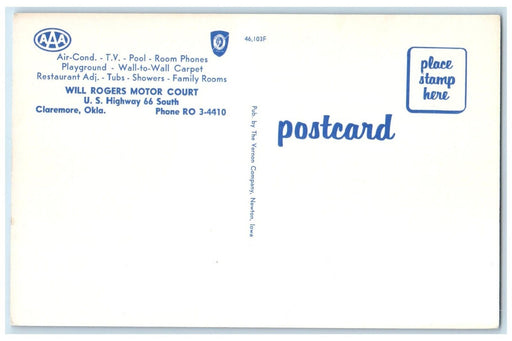 AAA
46,103F
Air-Cond. - T.V. - Pool - Room Phones
Playground - Wall-to-Wall Carpet
Restaurant Adj. - Tubs - Showers - Family Rooms
WILL ROGERS MOTOR COURT
U. S. Highway 66 South
Claremore, Okla. Phone RO 3-4410
Pub. by The Vernon Company, Newton, Iowa
postcard
place
stamp
here